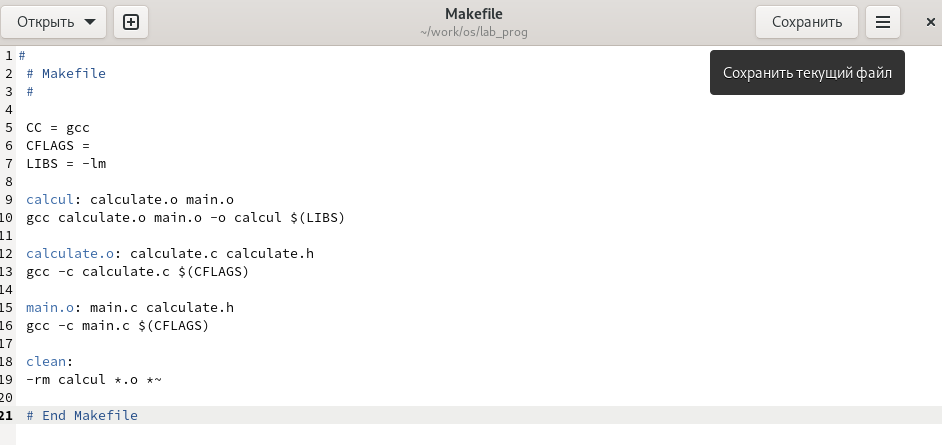 Открыть
Makefile
~/work/os/lab_prog
Сохранить
Сохранить текущий файл
1 #
2 # Makefile
3 #
4
5 CC = gcc
6 CFLAGS =
7 LIBS = -lm
8
9 calcul: calculate.o main.o
10 gcc calculate.o main.o -o calcul $(LIBS)
11
12 calculate.o: calculate.c calculate.h
13 gcc -c calculate.c $(CFLAGS)
14
15 main.o: main.c calculate.h
16 gcc -c main.c $(CFLAGS)
17
18 clean:
19 -rm calcul *.o *~
20
21 # End Makefile